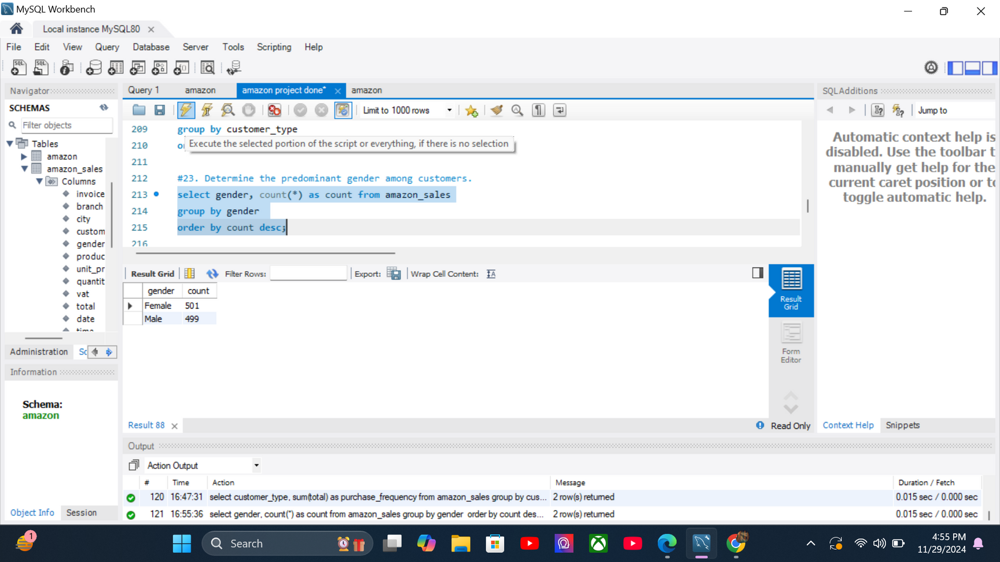 MySQL Workbench
Local instance MySQL80
File Edit View Query Database Server Tools Scripting Help
Navigator
SCHEMAS
Filter objects
Tables
amazon
amazon_sales
Columns
invoice
branch
city
custom
gender
produc
unit_pr
quantit
vat
total
date
time
Administration Sc
Information
Schema:
amazon
Object Info Session
Query 1 amazon amazon project done* amazon
Limit to 1000 rows
209 group by customer_type
Execute the selected portion of the script or everything, if there is no selection
210 o
211
212 #23. Determine the predominant gender among customers.
213 select gender, count(*) as count from amazon_sales
214 group by gender
215 order by count desc;
216
Result Grid Filter Rows: Export: Wrap Cell Content:
gender count
Female 501
Male 499
Result
Grid
Form
Editor
Result 88
Read Only
SQLAdditions
Jump to
Automatic context help is
disabled. Use the toolbar t
manually get help for the
current caret position or to
toggle automatic help.
Context Help Snippets
Output
Action Output
# Time Action Message Duration / Fetch
120 16:47:31 select customer_type, sum(total) as purchase_frequency from amazon_sales group by cus... 2 row(s) returned 0.015 sec / 0.000 sec
121 16:55:36 select gender, count(*) as count from amazon_sales group by gender order by count des... 2 row(s) returned 0.015 sec / 0.000 sec
1
Search
4:55 PM
11/29/2024